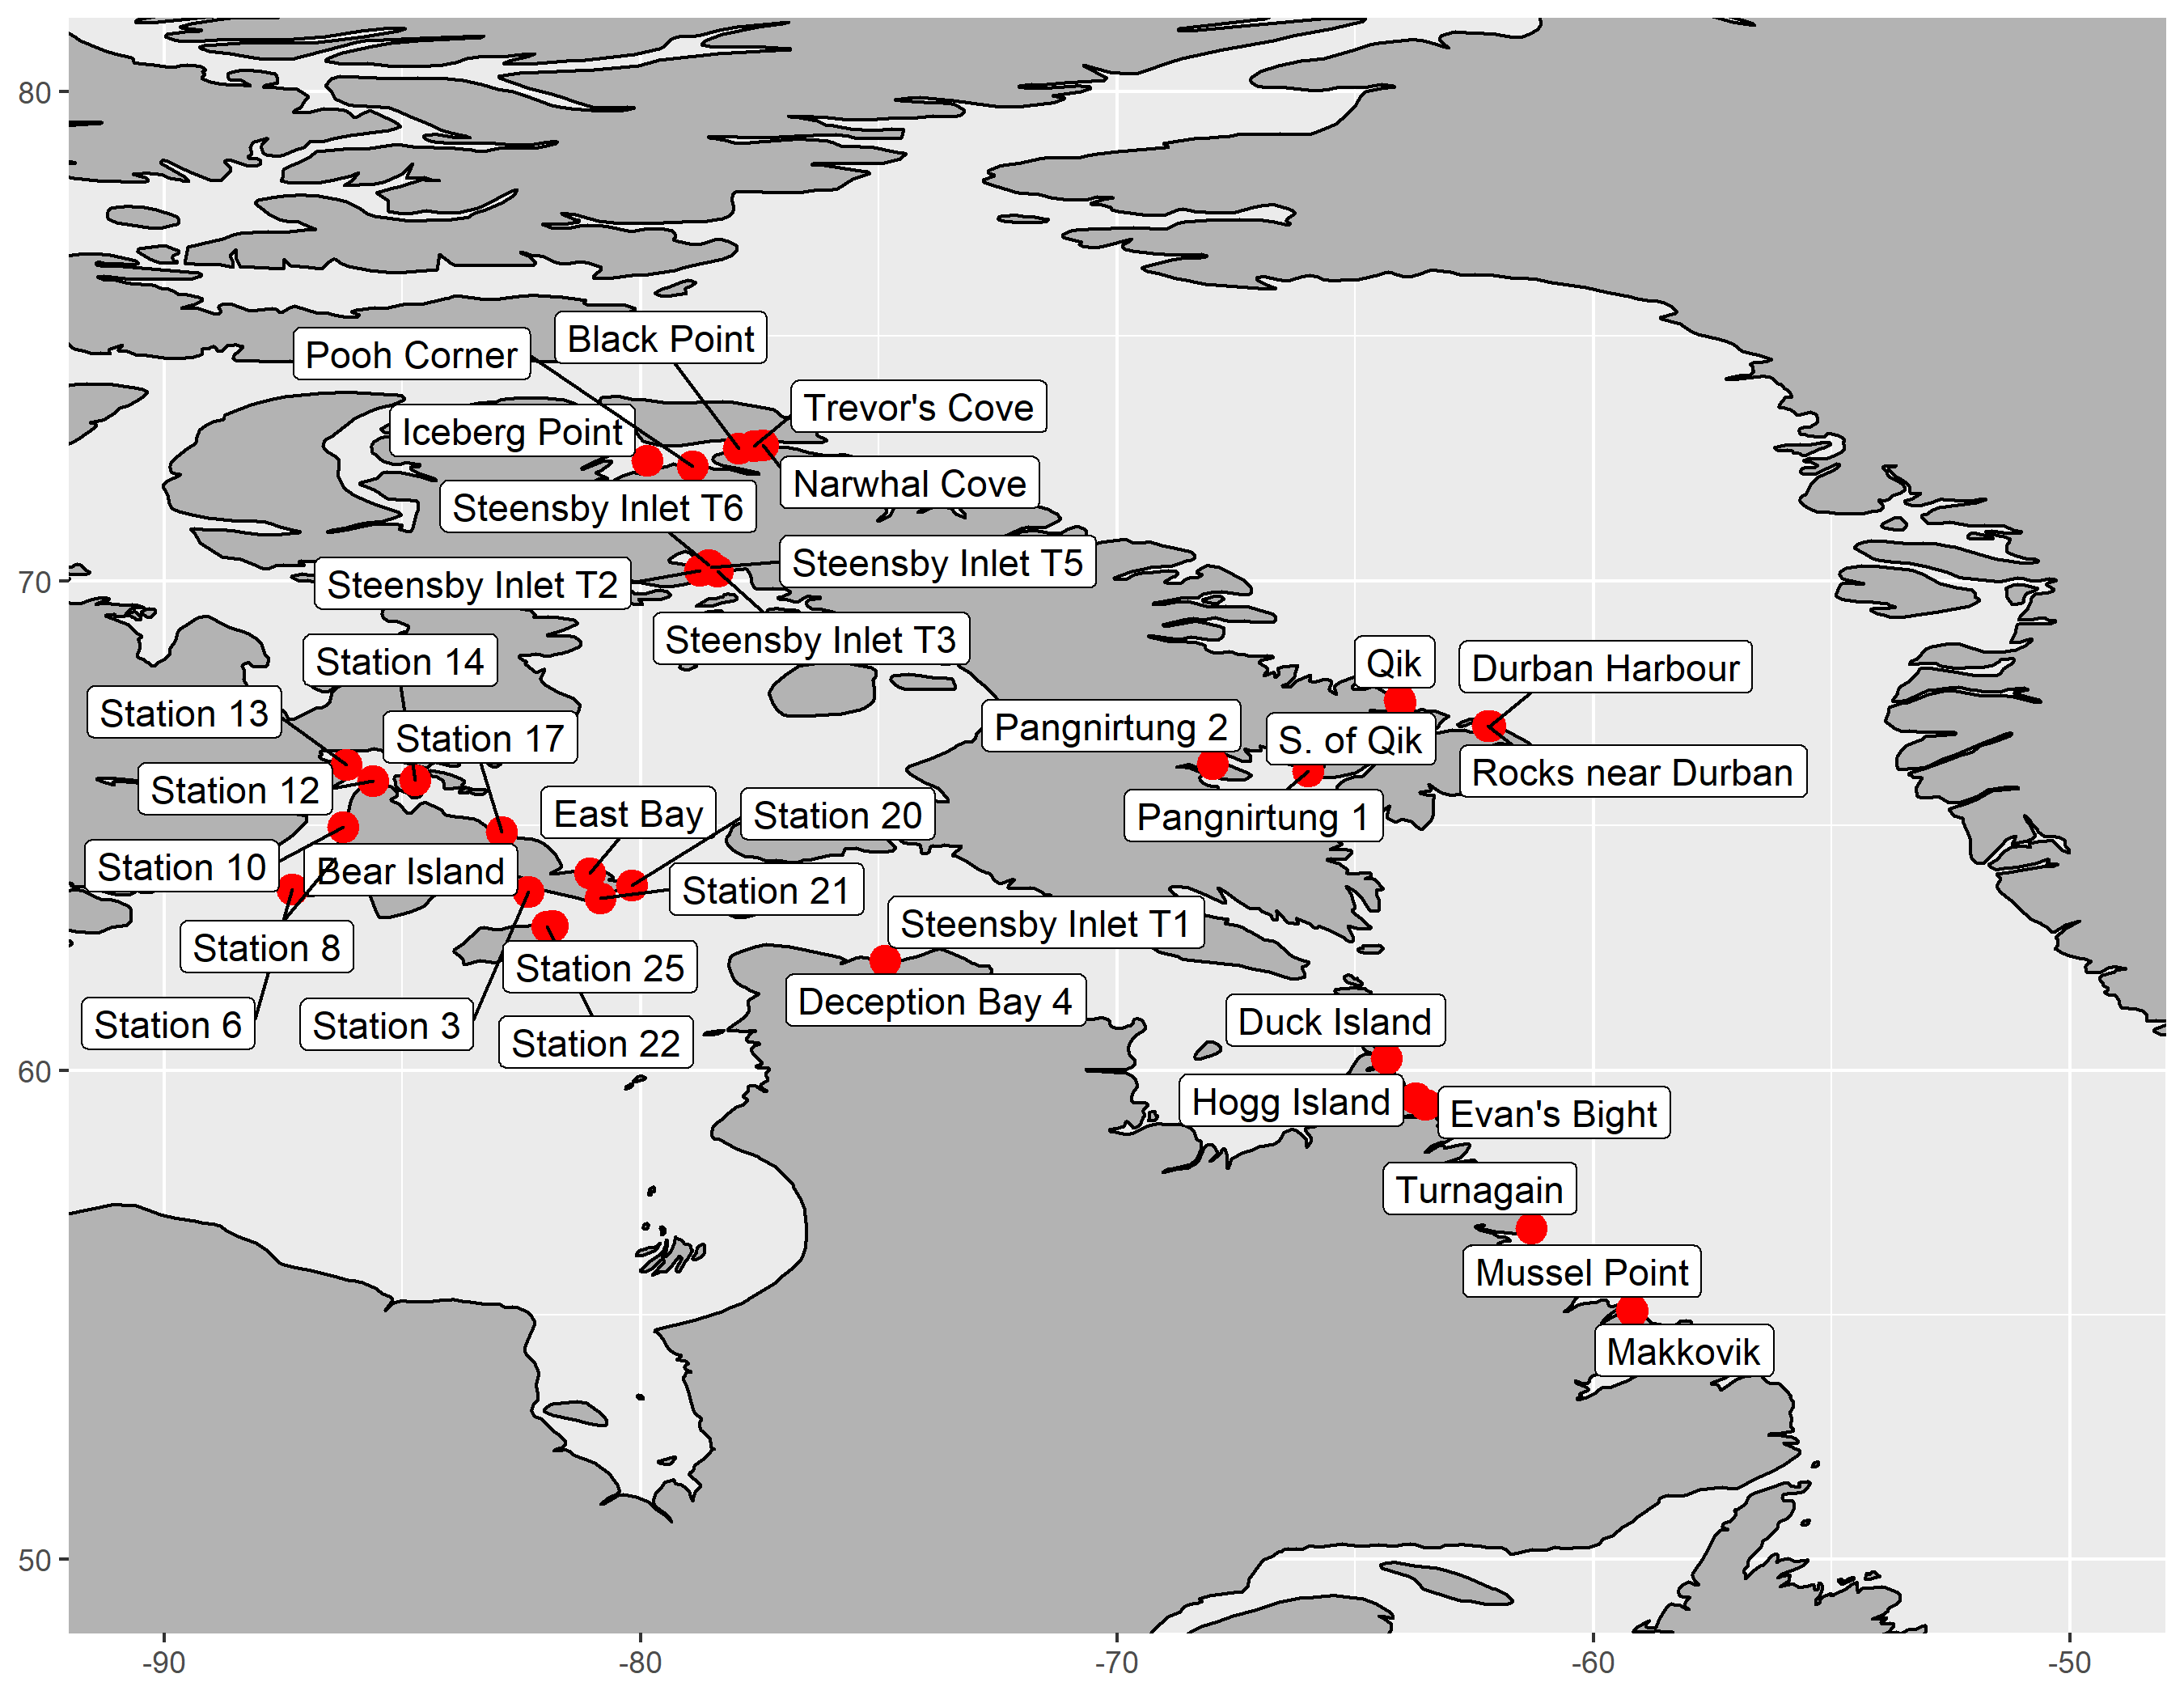 80
Black Point
Pooh Corner
Trevor's Cove
Iceberg Point
Narwhal Cove
Steensby Inlet T6
Steensby Inlet T5
70
Steensby Inlet T2
Steensby Inlet T3
Station 14
Qik
Durban Harbour
Station 13
Pangnirtung 2
Station 17
S. of Qik
Rocks near Durban
Station 12
East Bay
Station 20
Pangnirtung 1
Station 10
Bear Island
Station 21
Steensby Inlet T1
Station 8
Station 25
Deception Bay 4
Station 6
Station 3
Duck Island
Station 22
60
Hogg Island
Evan's Bight
Turnagain
Mussel Point
Makkovik
50
-90
-80
-70
-60
-50